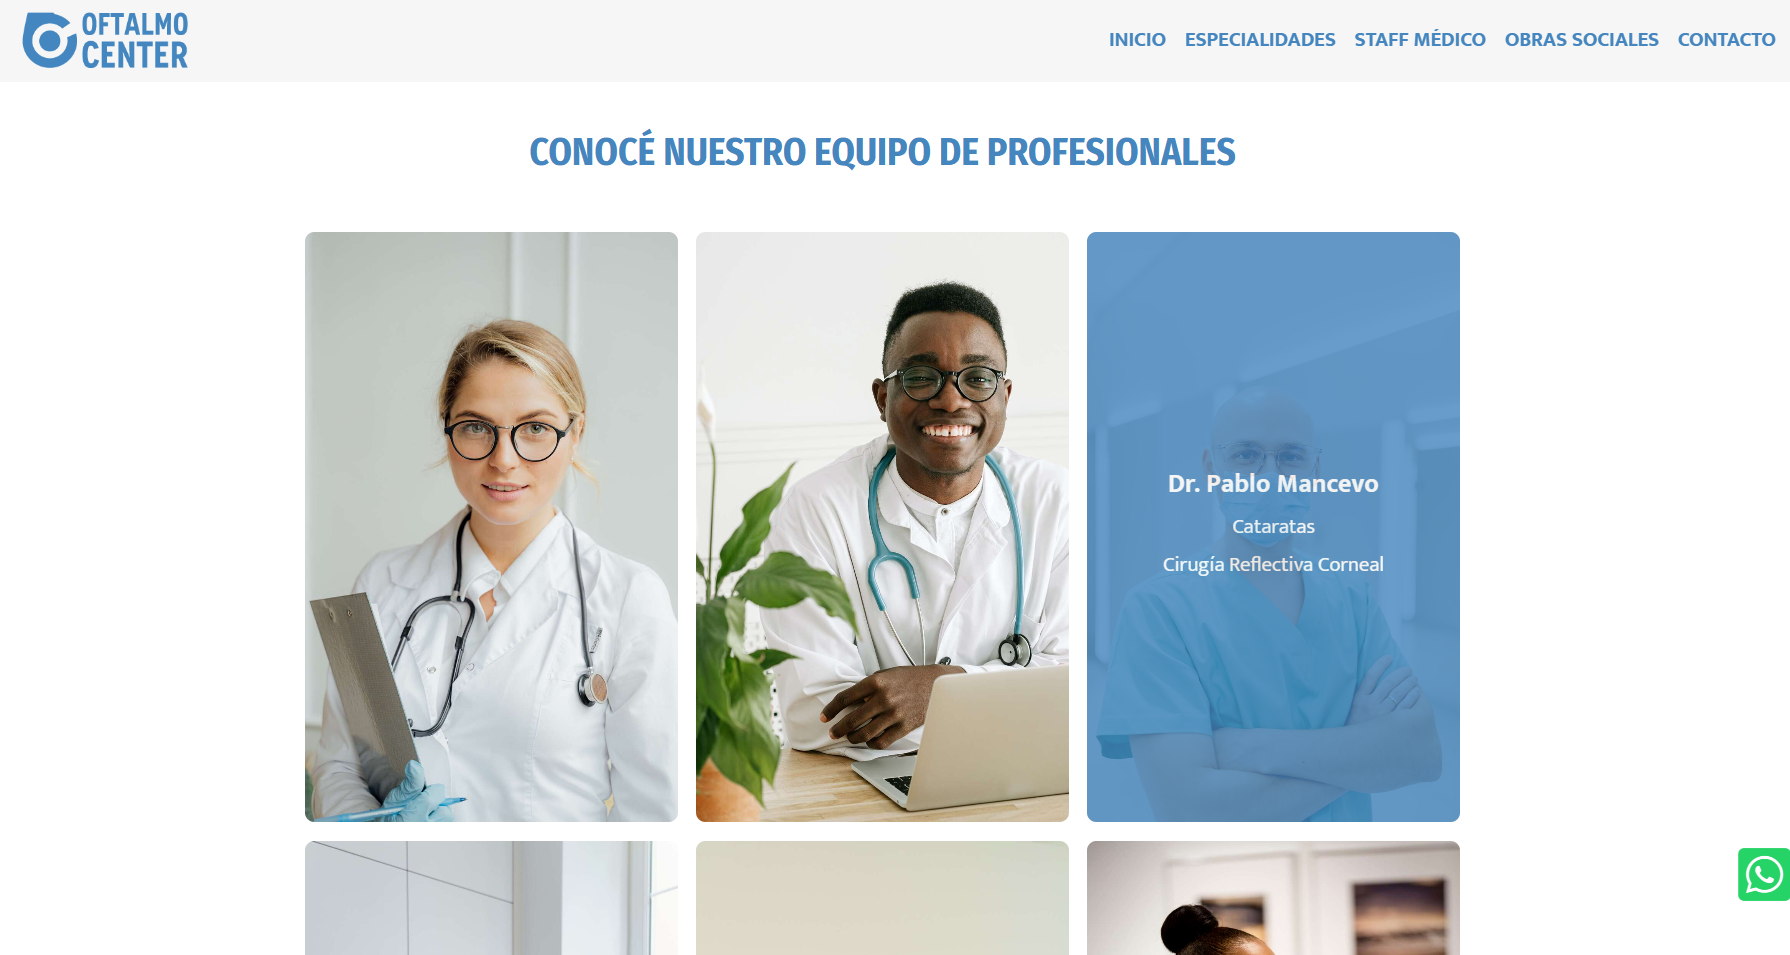 OFTALMO
CENTER
INICIO ESPECIALIDADES STAFF MÉDICO OBRAS SOCIALES CONTACTO
CONOCÉ NUESTRO EQUIPO DE PROFESIONALES
Dr. Pablo Mancevo
Cataratas
Cirugía Reflectiva Corneal